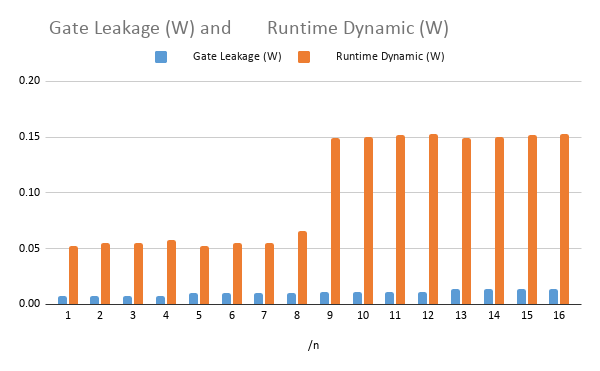 Gate Leakage (W) and Runtime Dynamic (W)
Gate Leakage (W) Runtime Dynamic (W)
0.20
0.15
0.10
0.05
0.00
1 2 3 4 5 6 7 8 9 10 11 12 13 14 15 16
/n